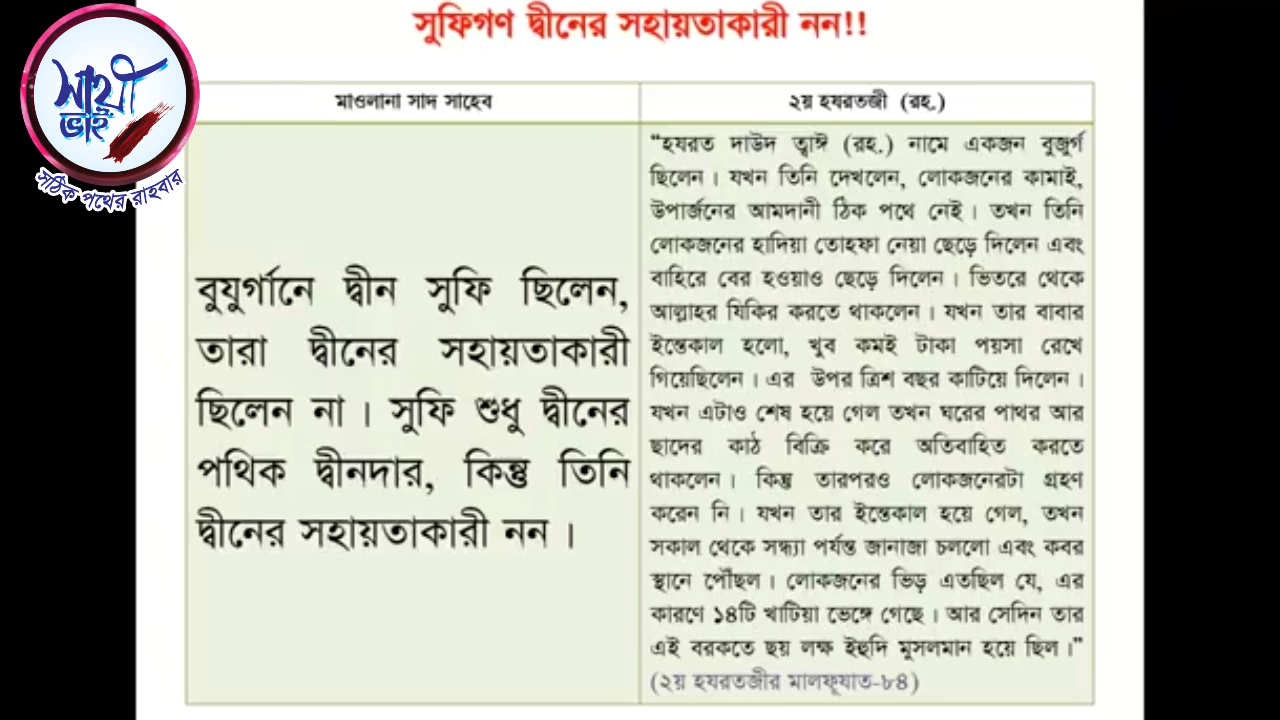 সুফিগণ দ্বীনের সহায়তাকারী নন!!
সাথী
ভাই
সঠিক পথের রাহবার
মাওলানা সাদ সাহেব
বুযুর্গানে দ্বীন সুফি ছিলেন,
তারা দ্বীনের সহায়তাকারী
ছিলেন না। সুফি শুধু দ্বীনের
পথিক দ্বীনদার, কিন্তু তিনি
দ্বীনের সহায়তাকারী নন।
২য় হযরতজী (রহ.)
“হযরত দাউদ ত্বাঈ (রহ.) নামে একজন বুজুর্গ
ছিলেন। যখন তিনি দেখলেন, লোকজনের কামাই,
উপার্জনের আমদানী ঠিক পথে নেই। তখন তিনি
লোকজনের হাদিয়া তোহফা নেয়া ছেড়ে দিলেন এবং
বাহিরে বের হওয়াও ছেড়ে দিলেন। ভিতরে থেকে
আল্লাহর যিকির করতে থাকলেন। যখন তার বাবার
ইন্তেকাল হলো, খুব কমই টাকা পয়সা রেখে
গিয়েছিলেন। এর উপর ত্রিশ বছর কাটিয়ে দিলেন।
যখন এটাও শেষ হয়ে গেল তখন ঘরের পাথর আর
ছাদের কাঠ বিক্রি করে অতিবাহিত করতে
থাকলেন। কিন্তু তারপরও লোকজনেরটা গ্রহণ
করেন নি। যখন তার ইন্তেকাল হয়ে গেল, তখন
সকাল থেকে সন্ধ্যা পর্যন্ত জানাজা চললো এবং কবর
স্থানে পৌঁছল। লোকজনের ভিড় এতছিল যে, এর
কারণে ১৪টি খাটিয়া ভেঙ্গে গেছে। আর সেদিন তার
এই বরকতে ছয় লক্ষ ইহুদি মুসলমান হয়ে ছিল।”
(২য় হযরতজীর মালফূযাত-৮৪)